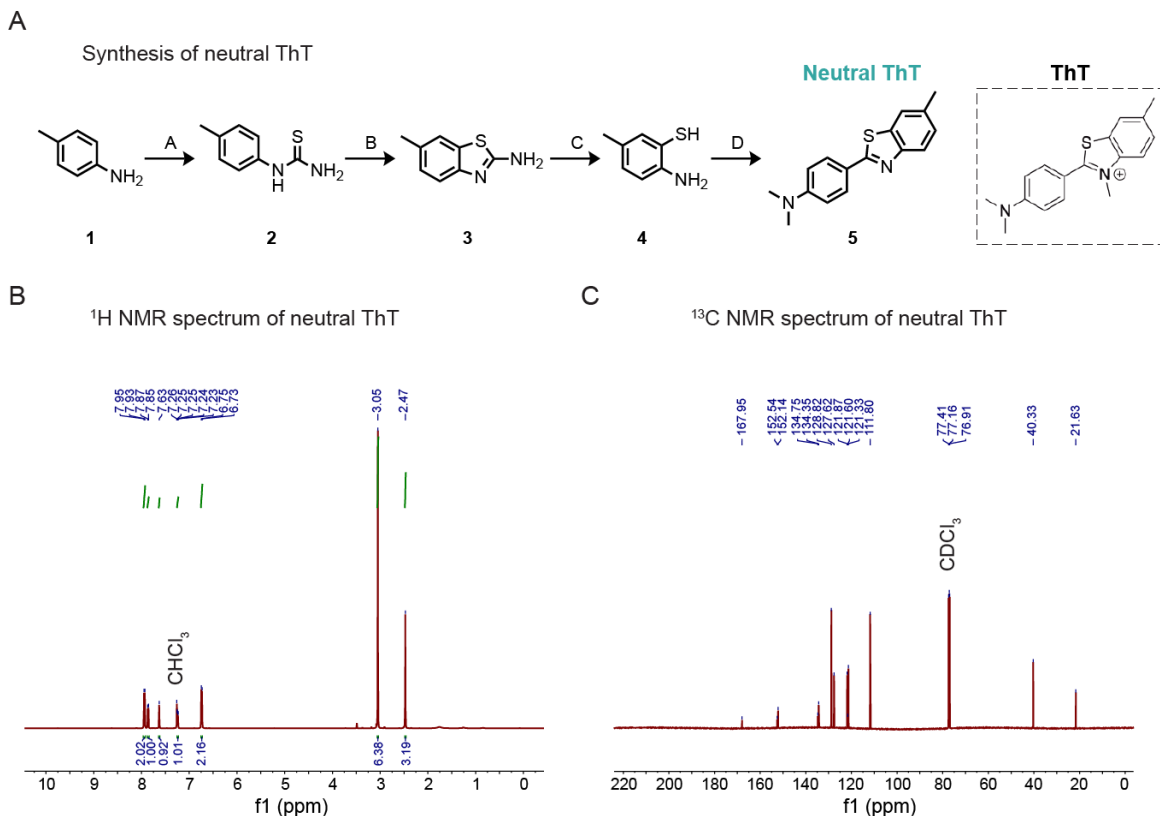 A
Synthesis of neutral ThT
Neutral ThT
ThT
A
B
C
D
NH2
S
N
H
NH2
S
N
NH2
SH
NH2
S
N
N
S
N
N
+
1
2
3
4
5
B
1H NMR spectrum of neutral ThT
7.95
7.93
7.87
7.85
7.63
7.26
7.25
7.25
7.24
7.23
6.75
6.73
3.05
2.47
CHCl3
2.02
1.00
0.92
1.01
2.16
6.38
3.19
10 9 8 7 6 5 4 3 2 1 0
f1 (ppm)
C
13C NMR spectrum of neutral ThT
167.95
152.54
152.14
134.75
134.35
128.82
127.62
121.87
121.60
121.33
111.80
77.41
77.16
76.91
40.33
21.63
CDCl3
220 200 180 160 140 120 100 80 60 40 20 0
f1 (ppm)